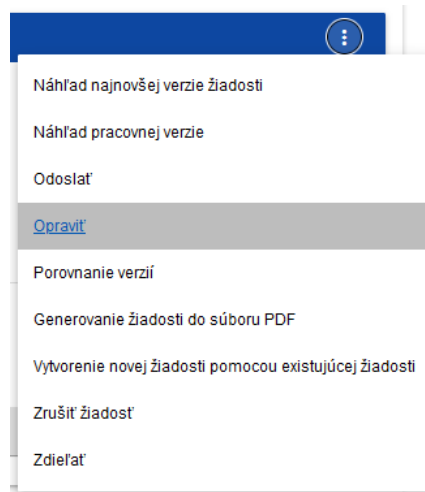 Náhľad najnovšej verzie žiadosti
Náhľad pracovnej verzie
Odoslať
Opraviť
Porovnanie verzií
Generovanie žiadosti do súboru PDF
Vytvorenie novej žiadosti pomocou existujúcej žiadosti
Zrušiť žiadosť
Zdieľať